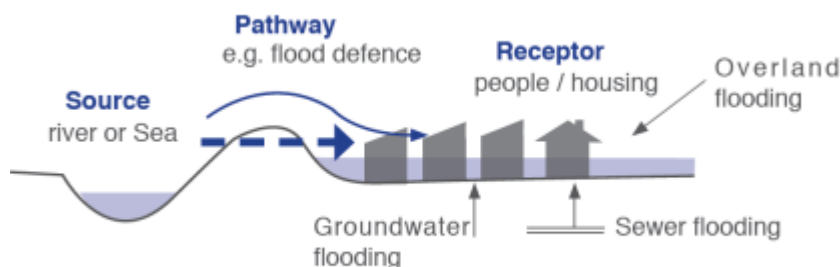 Pathway
e.g. flood defence
Receptor
people / housing
Overland
flooding
Source
river or Sea
Groundwater
flooding
Sewer flooding